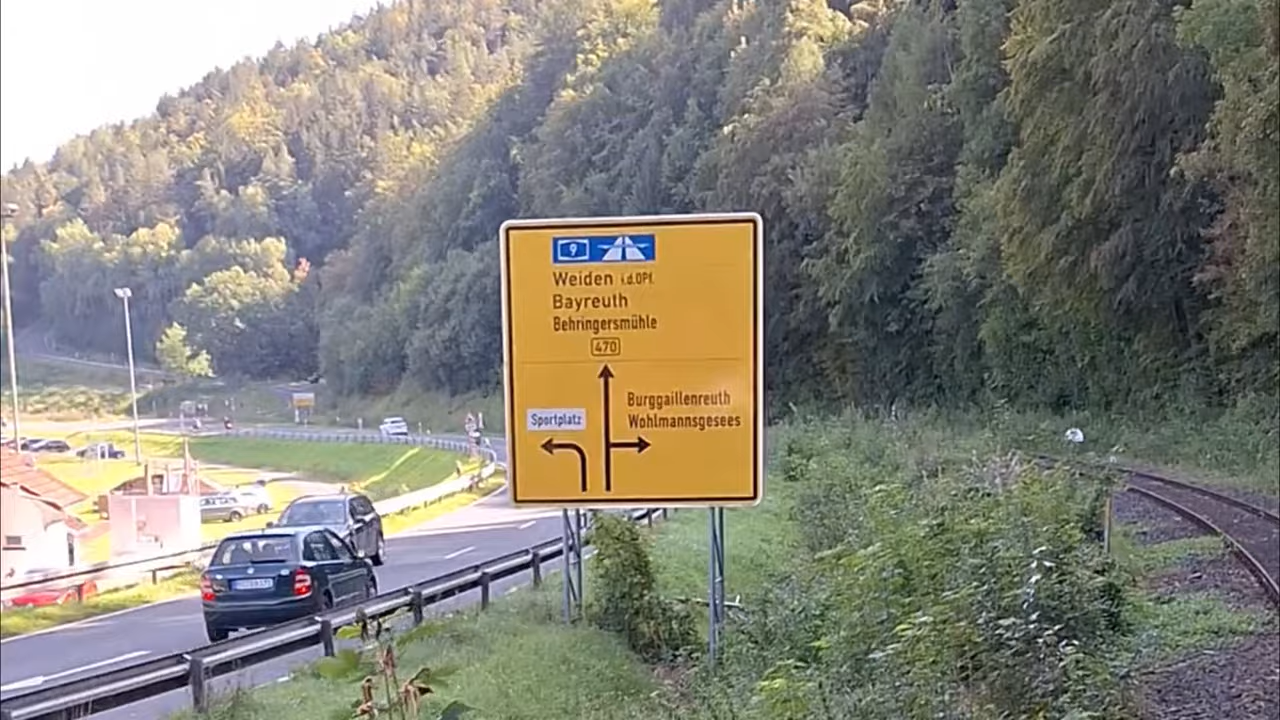 9
Weiden i.d.OPf.
Bayreuth
Behringersmühle
470
Burggaillenreuth
Sportplatz
Wohlmannsgesees